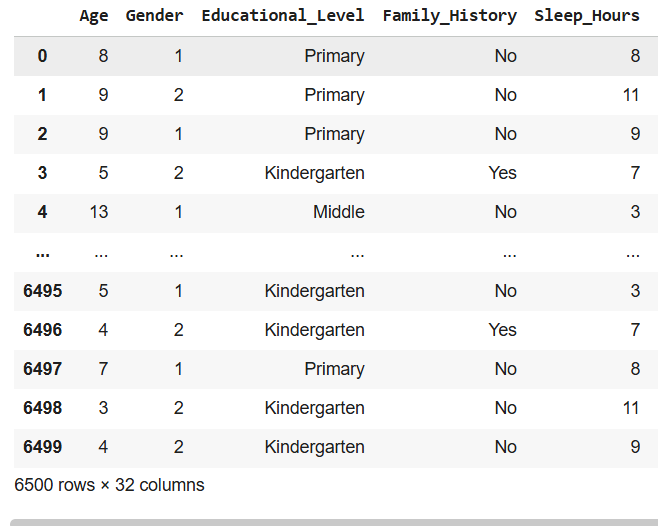 Age Gender Educational_Level Family_History Sleep_Hours
0 8 1 Primary No 8
1 9 2 Primary No 11
2 9 1 Primary No 9
3 5 2 Kindergarten Yes 7
4 13 1 Middle No 3
... ... ... ... ... ...
6495 5 1 Kindergarten No 3
6496 4 2 Kindergarten Yes 7
6497 7 1 Primary No 8
6498 3 2 Kindergarten No 11
6499 4 2 Kindergarten No 9
6500 rows × 32 columns